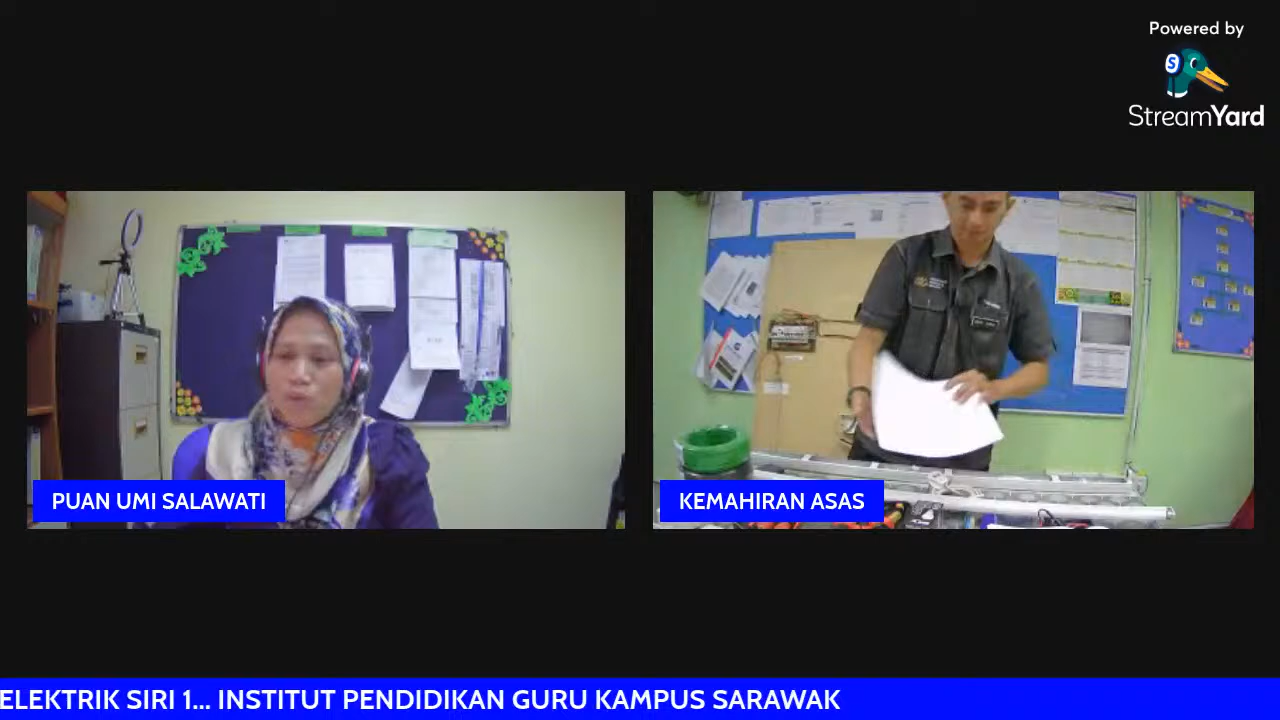 Powered by
S
StreamYard
PUAN UMI SALAWATI
KEMAHIRAN ASAS
ELEKTRIK SIRI 1... INSTITUT PENDIDIKAN GURU KAMPUS SARAWAK